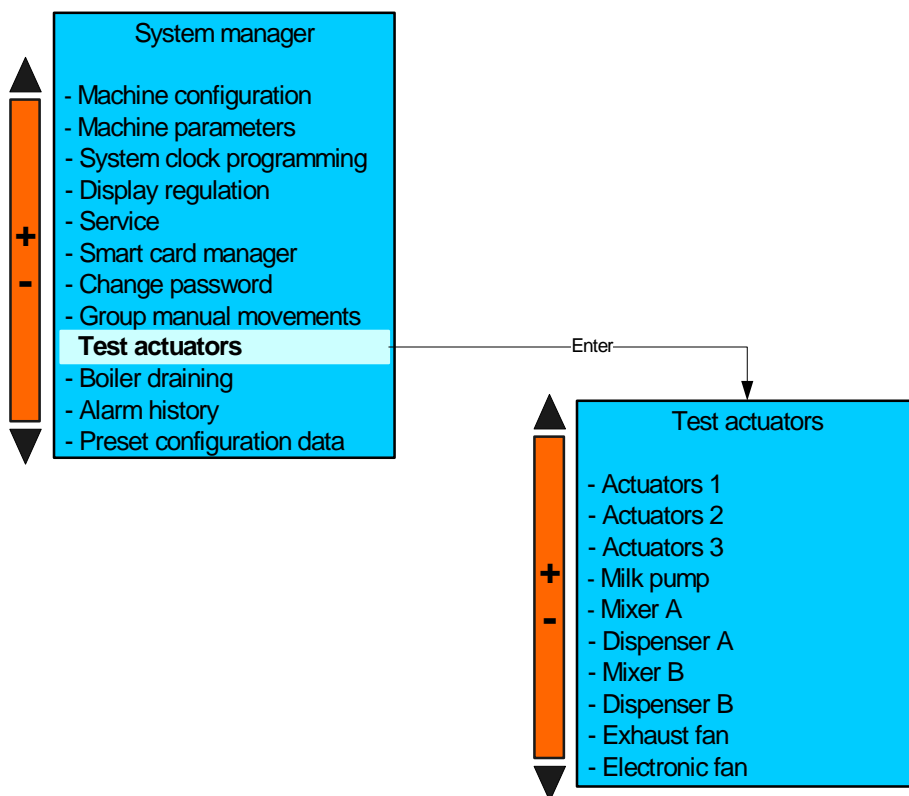 System manager
+
-
- Machine configuration
- Machine parameters
- System clock programming
- Display regulation
- Service
- Smart card manager
- Change password
- Group manual movements
Test actuators
- Boiler draining
- Alarm history
- Preset configuration data
Enter
Test actuators
+
-
- Actuators 1
- Actuators 2
- Actuators 3
- Milk pump
- Mixer A
- Dispenser A
- Mixer B
- Dispenser B
- Exhaust fan
- Electronic fan